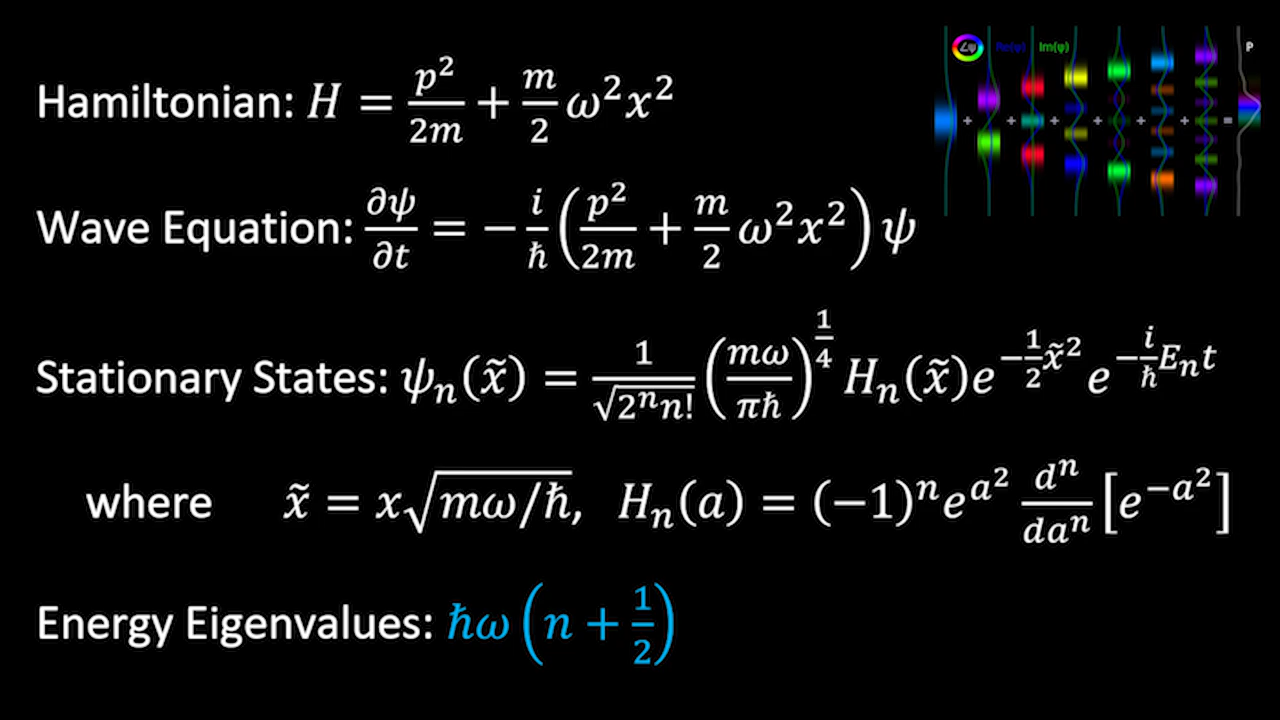 ∠ψ Re(ψ) Im(ψ) P
+ + + + + + =
Hamiltonian: H = p²/2m + m/2 ω²x²
Wave Equation: ∂ψ/∂t = −i/ħ (p²/2m + m/2 ω²x²) ψ
Stationary States: ψₙ(x̃) = 1/√(2ⁿn!) (mω/πħ)^(1/4) Hₙ(x̃)e^(−1/2 x̃²) e^(−i/ħ Eₙt)
where x̃ = x√(mω/ħ), Hₙ(a) = (−1)ⁿe^(a²) dⁿ/daⁿ [e^(−a²)]
Energy Eigenvalues: ħω (n + 1/2)